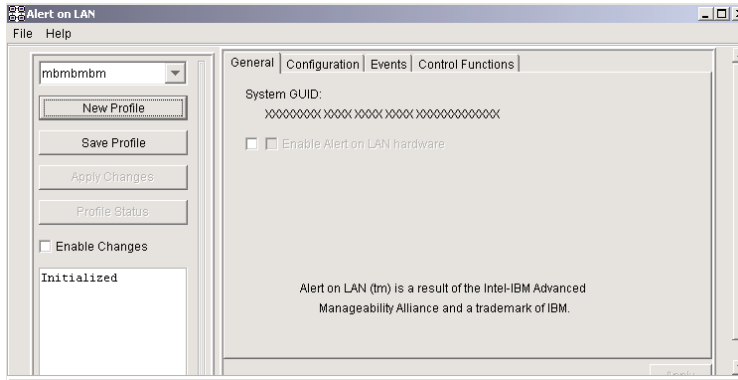 Alert on LAN
File Help
mbmbmbm
New Profile
Save Profile
Apply Changes
Profile Status
Enable Changes
Initialized
General Configuration Events Control Functions
System GUID:
XXXXXXXX XXXX XXXX XXXX XXXXXXXXXXXX
Enable Alert on LAN hardware
Alert on LAN (tm) is a result of the Intel-IBM Advanced
Manageability Alliance and a trademark of IBM.
Apply